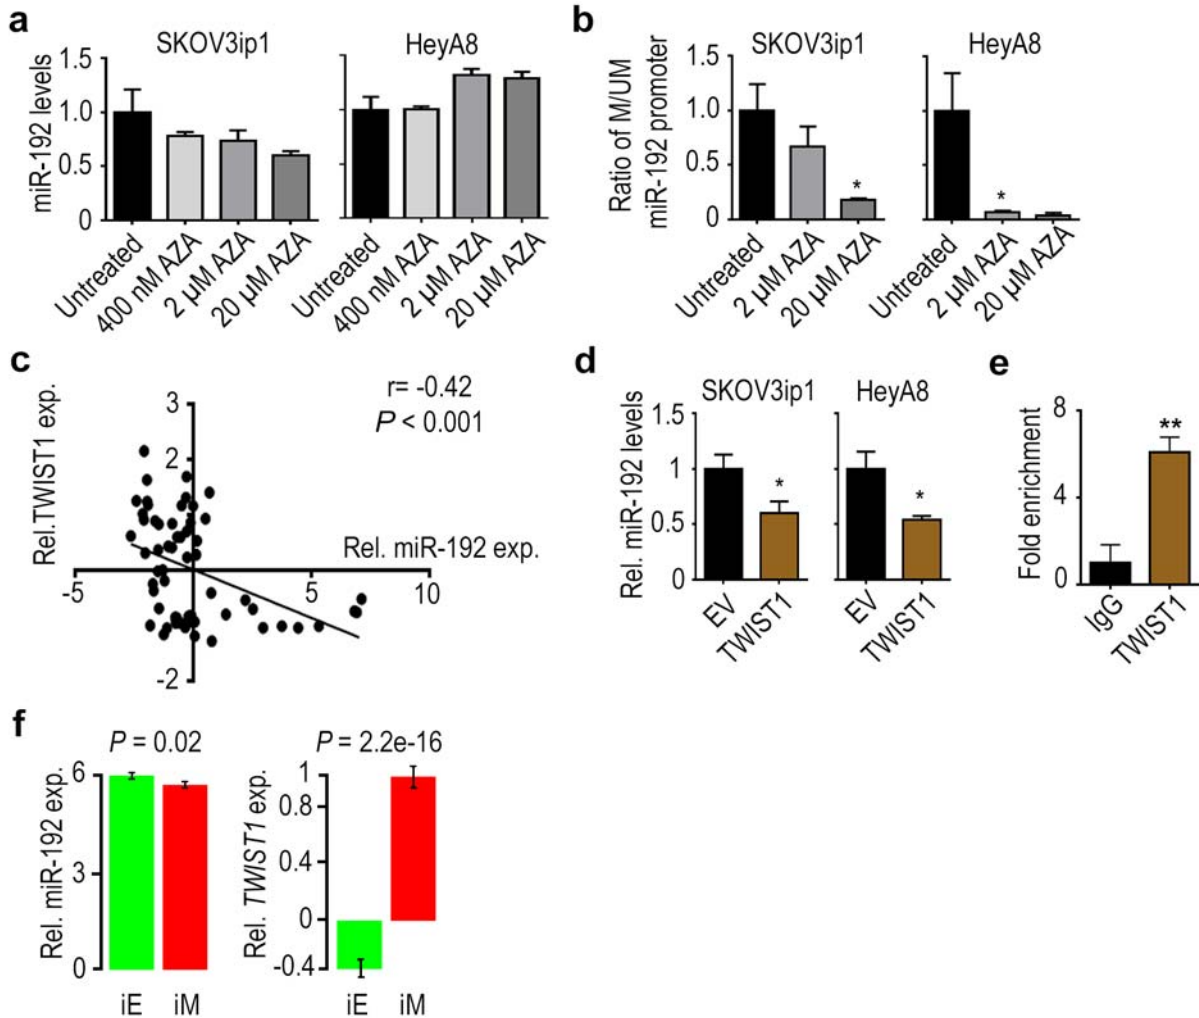 a
SKOV3ip1
HeyA8
miR-192 levels
1.5
1.0
0.5
0
Untreated
400 nM AZA
2 µM AZA
20 µM AZA
Untreated
400 nM AZA
2 µM AZA
20 µM AZA
b
SKOV3ip1
HeyA8
Ratio of M/UM
miR-192 promoter
1.5
1.0
0.5
0
*
*
Untreated
2 µM AZA
20 µM AZA
Untreated
2 µM AZA
20 µM AZA
c
r= -0.42
P < 0.001
Rel.TWIST1 exp.
3
2
Rel. miR-192 exp.
-5
5
10
-2
d
SKOV3ip1
HeyA8
Rel. miR-192 levels
1.5
1
0.5
0
*
*
EV
TWIST1
EV
TWIST1
e
Fold enrichment
8
4
0
**
IgG
TWIST1
f
P = 0.02
Rel. miR-192 exp.
6
3
0
iE
iM
P = 2.2e-16
Rel. TWIST1 exp.
1
0.8
0.4
0
-0.4
iE
iM